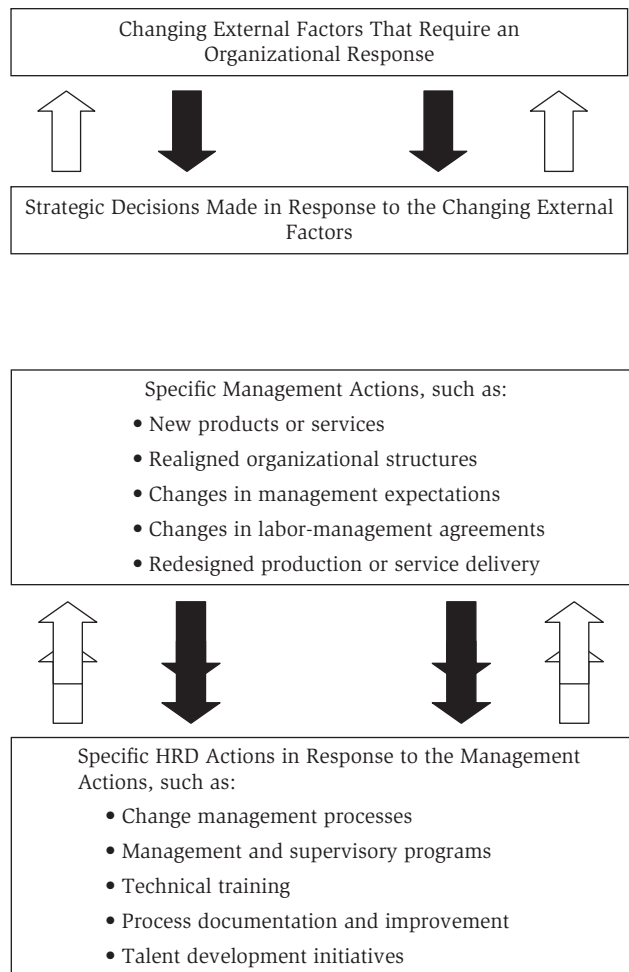 Changing External Factors That Require an
Organizational Response
Strategic Decisions Made in Response to the Changing External
Factors
Specific Management Actions, such as:
• New products or services
• Realigned organizational structures
• Changes in management expectations
• Changes in labor-management agreements
• Redesigned production or service delivery
Specific HRD Actions in Response to the Management
Actions, such as:
• Change management processes
• Management and supervisory programs
• Technical training
• Process documentation and improvement
• Talent development initiatives